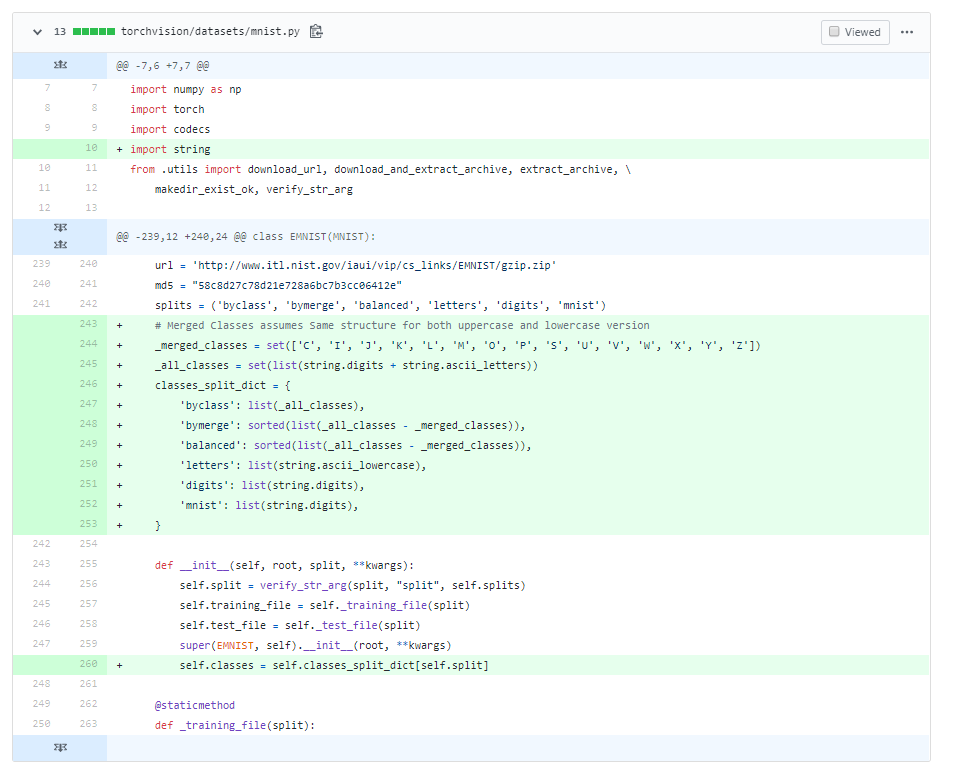 13 torchvision/datasets/mnist.py Viewed ...
@@ -7,6 +7,7 @@
7 7 import numpy as np
8 8 import torch
9 9 import codecs
10 + import string
10 11 from .utils import download_url, download_and_extract_archive, extract_archive, \
11 12 makedir_exist_ok, verify_str_arg
12 13
@@ -239,12 +240,24 @@ class EMNIST(MNIST):
239 240 url = 'http://www.itl.nist.gov/iaui/vip/cs_links/EMNIST/gzip.zip'
240 241 md5 = "58c8d27c78d21e728a6bc7b3cc06412e"
241 242 splits = ('byclass', 'bymerge', 'balanced', 'letters', 'digits', 'mnist')
243 + # Merged Classes assumes Same structure for both uppercase and lowercase version
244 + _merged_classes = set(['C', 'I', 'J', 'K', 'L', 'M', 'O', 'P', 'S', 'U', 'V', 'W', 'X', 'Y', 'Z'])
245 + _all_classes = set(list(string.digits + string.ascii_letters))
246 + classes_split_dict = {
247 + 'byclass': list(_all_classes),
248 + 'bymerge': sorted(list(_all_classes - _merged_classes)),
249 + 'balanced': sorted(list(_all_classes - _merged_classes)),
250 + 'letters': list(string.ascii_lowercase),
251 + 'digits': list(string.digits),
252 + 'mnist': list(string.digits),
253 + }
242 254
243 255 def __init__(self, root, split, **kwargs):
244 256 self.split = verify_str_arg(split, "split", self.splits)
245 257 self.training_file = self._training_file(split)
246 258 self.test_file = self._test_file(split)
247 259 super(EMNIST, self).__init__(root, **kwargs)
260 + self.classes = self.classes_split_dict[self.split]
248 261
249 262 @staticmethod
250 263 def _training_file(split):